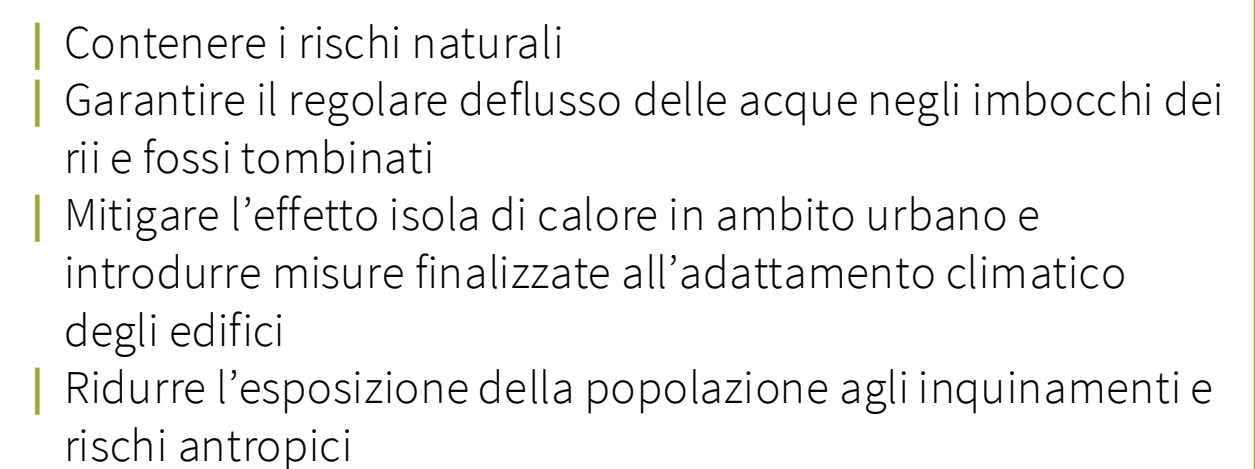 Contenere i rischi naturali
Garantire il regolare deflusso delle acque negli imbocchi dei
rii e fossi tombinati
Mitigare l’effetto isola di calore in ambito urbano e
introdurre misure finalizzate all’adattamento climatico
degli edifici
Ridurre l’esposizione della popolazione agli inquinamenti e
rischi antropici